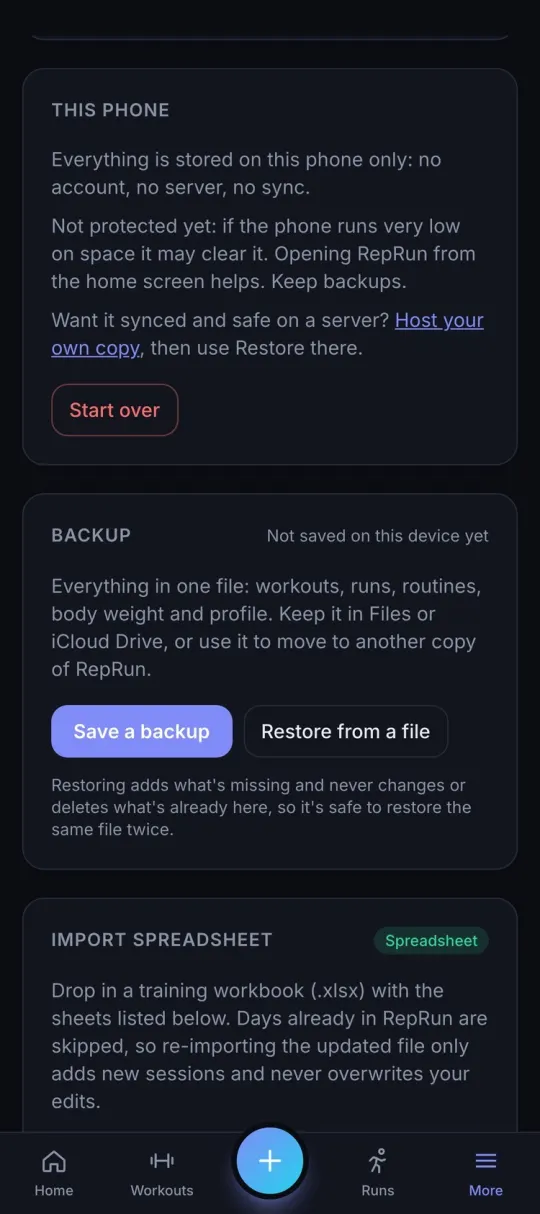 THIS PHONE
Everything is stored on this phone only: no
account, no server, no sync.
Not protected yet: if the phone runs very low
on space it may clear it. Opening RepRun from
the home screen helps. Keep backups.
Want it synced and safe on a server? Host your
own copy, then use Restore there.
Start over
BACKUP
Not saved on this device yet
Everything in one file: workouts, runs, routines,
body weight and profile. Keep it in Files or
iCloud Drive, or use it to move to another copy
of RepRun.
Save a backup
Restore from a file
Restoring adds what's missing and never changes or
deletes what's already here, so it's safe to restore the
same file twice.
IMPORT SPREADSHEET
Spreadsheet
Drop in a training workbook (.xlsx) with the
sheets listed below. Days already in RepRun are
skipped, so re-importing the updated file only
adds new sessions and never overwrites your
edits.
Home
Workouts
Runs
More